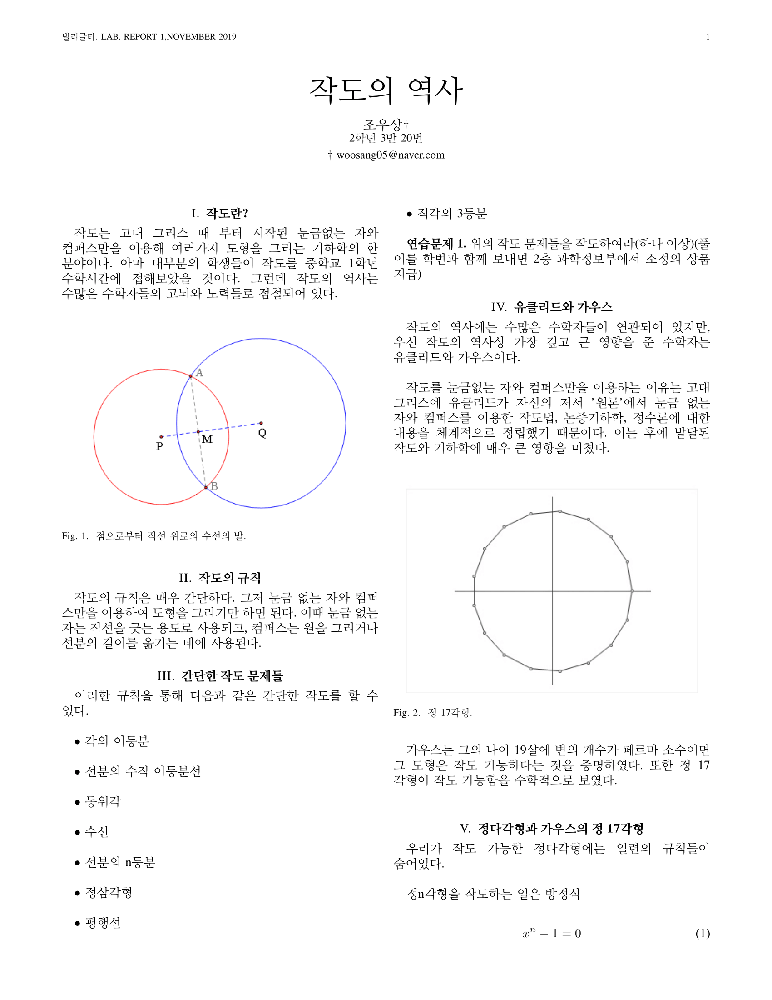 벌리글터. LAB. REPORT 1,NOVEMBER 2019
1
작도의 역사
조우상†
2학년 3반 20번
† woosang05@naver.com
I. 작도란?
작도는 고대 그리스 때 부터 시작된 눈금없는 자와
컴퍼스만을 이용해 여러가지 도형을 그리는 기하학의 한
분야이다. 아마 대부분의 학생들이 작도를 중학교 1학년
수학시간에 접해보았을 것이다. 그런데 작도의 역사는
수많은 수학자들의 고뇌와 노력들로 점철되어 있다.
A
Q
M
P
B
Fig. 1. 점으로부터 직선 위로의 수선의 발.
II. 작도의 규칙
작도의 규칙은 매우 간단하다. 그저 눈금 없는 자와 컴퍼
스만을 이용하여 도형을 그리기만 하면 된다. 이때 눈금 없는
자는 직선을 긋는 용도로 사용되고, 컴퍼스는 원을 그리거나
선분의 길이를 옮기는 데에 사용된다.
III. 간단한 작도 문제들
이러한 규칙을 통해 다음과 같은 간단한 작도를 할 수
있다.
• 각의 이등분
• 선분의 수직 이등분선
• 동위각
• 수선
• 선분의 n등분
• 정삼각형
• 평행선
• 직각의 3등분
연습문제 1. 위의 작도 문제들을 작도하여라(하나 이상)(풀
이를 학번과 함께 보내면 2층 과학정보부에서 소정의 상품
지급)
IV. 유클리드와 가우스
작도의 역사에는 수많은 수학자들이 연관되어 있지만,
우선 작도의 역사상 가장 깊고 큰 영향을 준 수학자는
유클리드와 가우스이다.
작도를 눈금없는 자와 컴퍼스만을 이용하는 이유는 고대
그리스에 유클리드가 자신의 저서 ’원론’에서 눈금 없는
자와 컴퍼스를 이용한 작도법, 논증기하학, 정수론에 대한
내용을 체계적으로 정립했기 때문이다. 이는 후에 발달된
작도와 기하학에 매우 큰 영향을 미쳤다.
Fig. 2. 정 17각형.
가우스는 그의 나이 19살에 변의 개수가 페르마 소수이면
그 도형은 작도 가능하다는 것을 증명하였다. 또한 정 17
각형이 작도 가능함을 수학적으로 보였다.
V. 정다각형과 가우스의 정 17각형
우리가 작도 가능한 정다각형에는 일련의 규칙들이
숨어있다.
정n각형을 작도하는 일은 방정식
xⁿ − 1 = 0 (1)